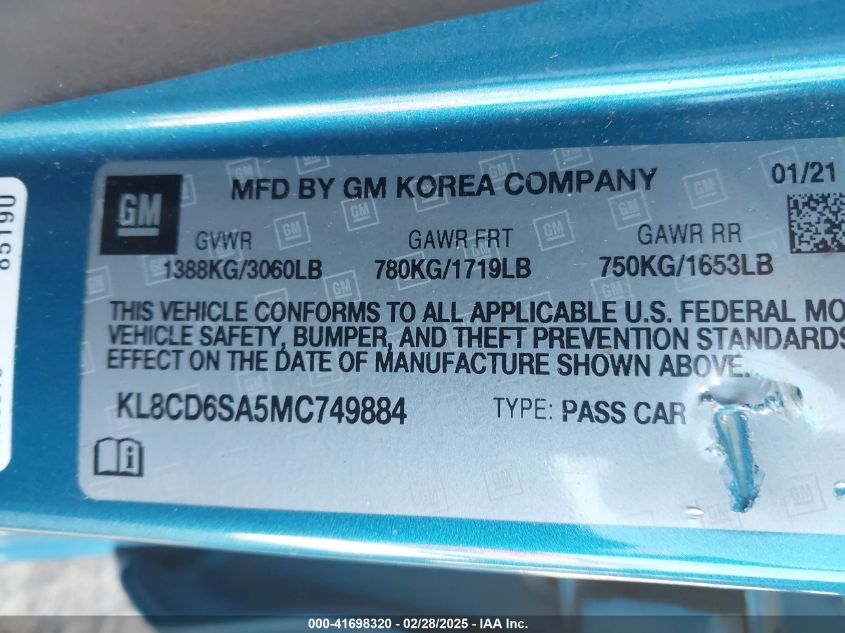 GM
MFD BY GM KOREA COMPANY
01/21
GVWR
GAWR FRT
GAWR RR
1388KG/3060LB
780KG/1719LB
750KG/1653LB
THIS VEHICLE CONFORMS TO ALL APPLICABLE U.S. FEDERAL MO
VEHICLE SAFETY, BUMPER, AND THEFT PREVENTION STANDARDS
EFFECT ON THE DATE OF MANUFACTURE SHOWN ABOVE.
KL8CD6SA5MC749884
TYPE: PASS CAR
85190
000-41698320 / 02/28/2025 / IAA Inc.